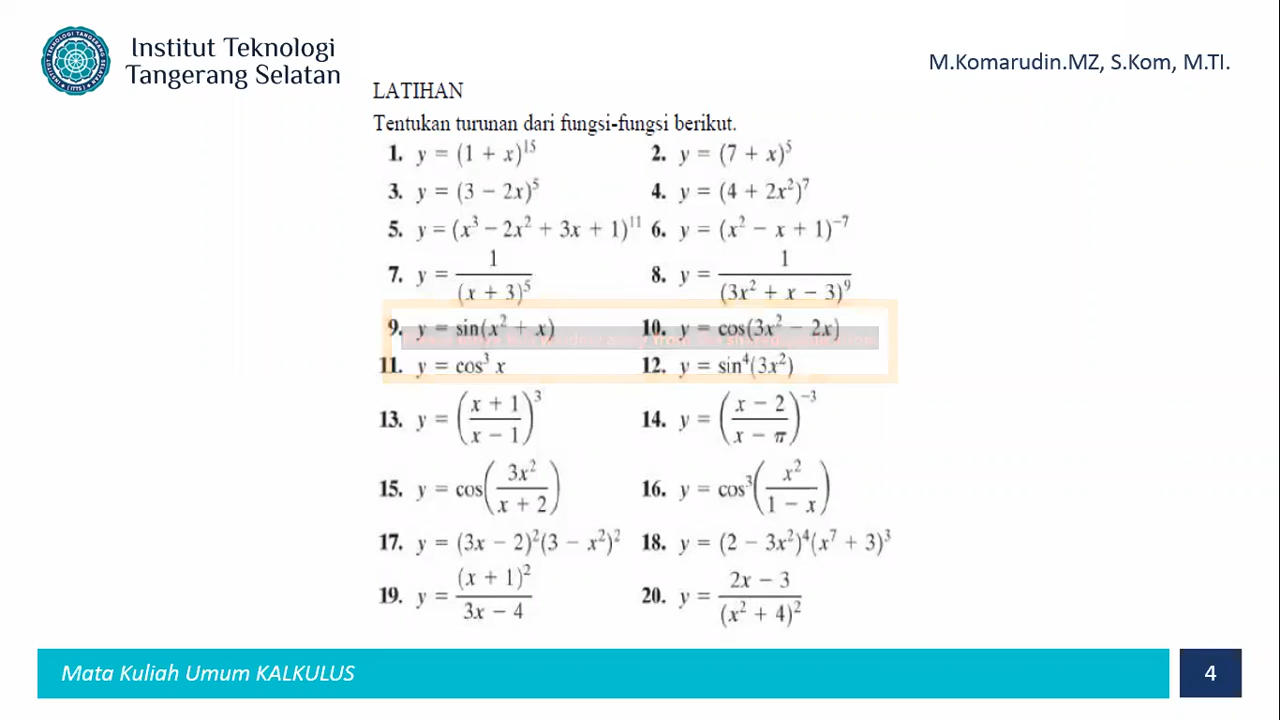 Institut Teknologi
Tangerang Selatan
M.Komarudin.MZ, S.Kom, M.TI.
LATIHAN
Tentukan turunan dari fungsi-fungsi berikut.
1. y = (1 + x)^15 2. y = (7 + x)^5
3. y = (3 − 2x)^5 4. y = (4 + 2x²)^7
5. y = (x³ − 2x² + 3x + 1)^11 6. y = (x² − x + 1)^−7
7. y = 1/(x + 3)^5 8. y = 1/(3x² + x − 3)^9
9. y = sin(x² + x) 10. y = cos(3x² − 2x)
11. y = cos³ x 12. y = sin⁴(3x²)
13. y = ((x + 1)/(x − 1))³ 14. y = ((x − 2)/(x − π))^−3
15. y = cos(3x²/(x + 2)) 16. y = cos³(x²/(1 − x))
17. y = (3x − 2)²(3 − x²)² 18. y = (2 − 3x²)⁴(x⁷ + 3)³
19. y = (x + 1)²/(3x − 4) 20. y = (2x − 3)/(x² + 4)²
Mata Kuliah Umum KALKULUS
4